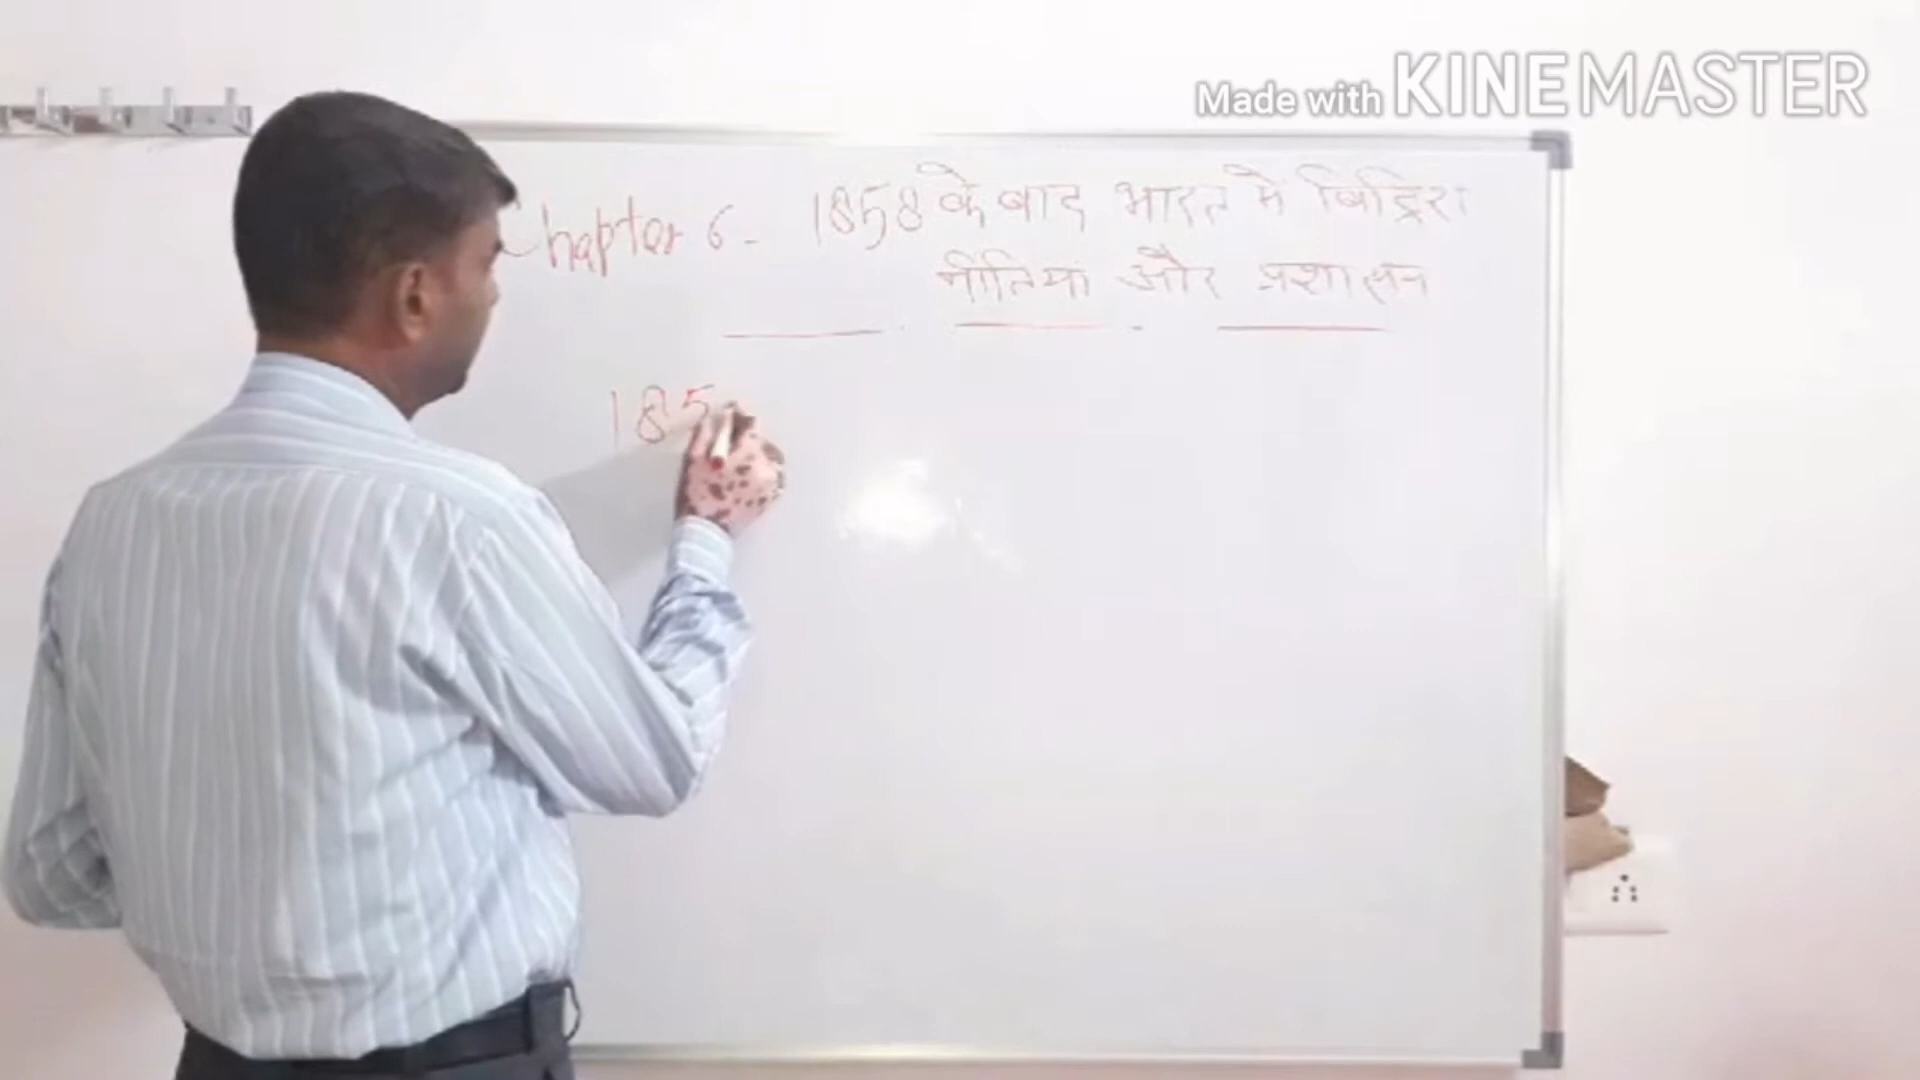 Made with KINEMASTER
Chapter 6 - 1858 के बाद भारत में ब्रिटिश
नीतियां और प्रशासन
185